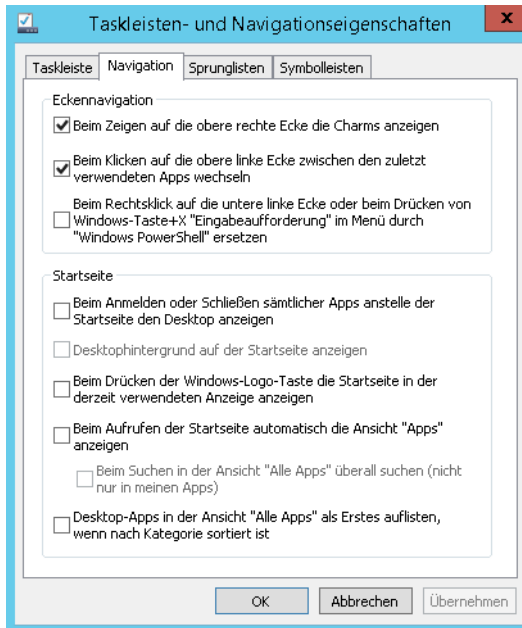 Taskleisten- und Navigationseigenschaften
x
Taskleiste Navigation Sprunglisten Symbolleisten
Eckennavigation
Beim Zeigen auf die obere rechte Ecke die Charms anzeigen
Beim Klicken auf die obere linke Ecke zwischen den zuletzt
verwendeten Apps wechseln
Beim Rechtsklick auf die untere linke Ecke oder beim Drücken von
Windows-Taste+X "Eingabeaufforderung" im Menü durch
"Windows PowerShell" ersetzen
Startseite
Beim Anmelden oder Schließen sämtlicher Apps anstelle der
Startseite den Desktop anzeigen
Desktophintergrund auf der Startseite anzeigen
Beim Drücken der Windows-Logo-Taste die Startseite in der
derzeit verwendeten Anzeige anzeigen
Beim Aufrufen der Startseite automatisch die Ansicht "Apps"
anzeigen
Beim Suchen in der Ansicht "Alle Apps" überall suchen (nicht
nur in meinen Apps)
Desktop-Apps in der Ansicht "Alle Apps" als Erstes auflisten,
wenn nach Kategorie sortiert ist
OK Abbrechen Übernehmen